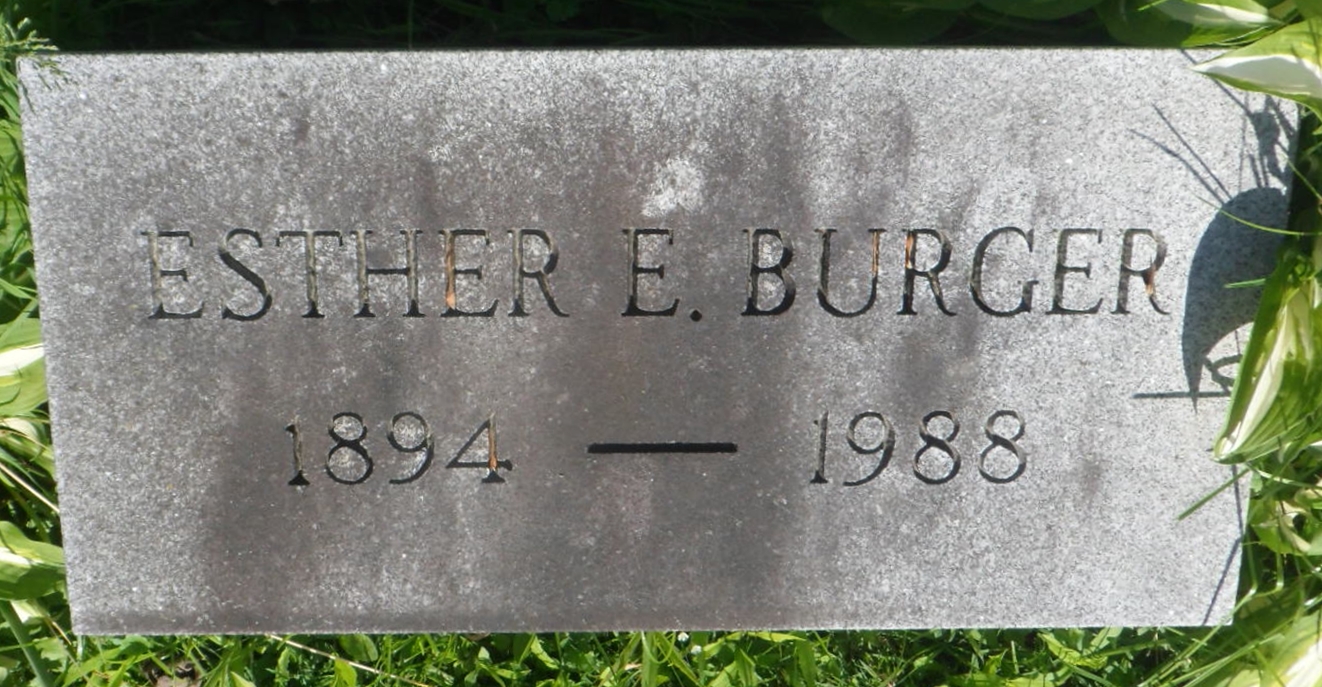 ESTHER E. BURGER
1894 — 1988